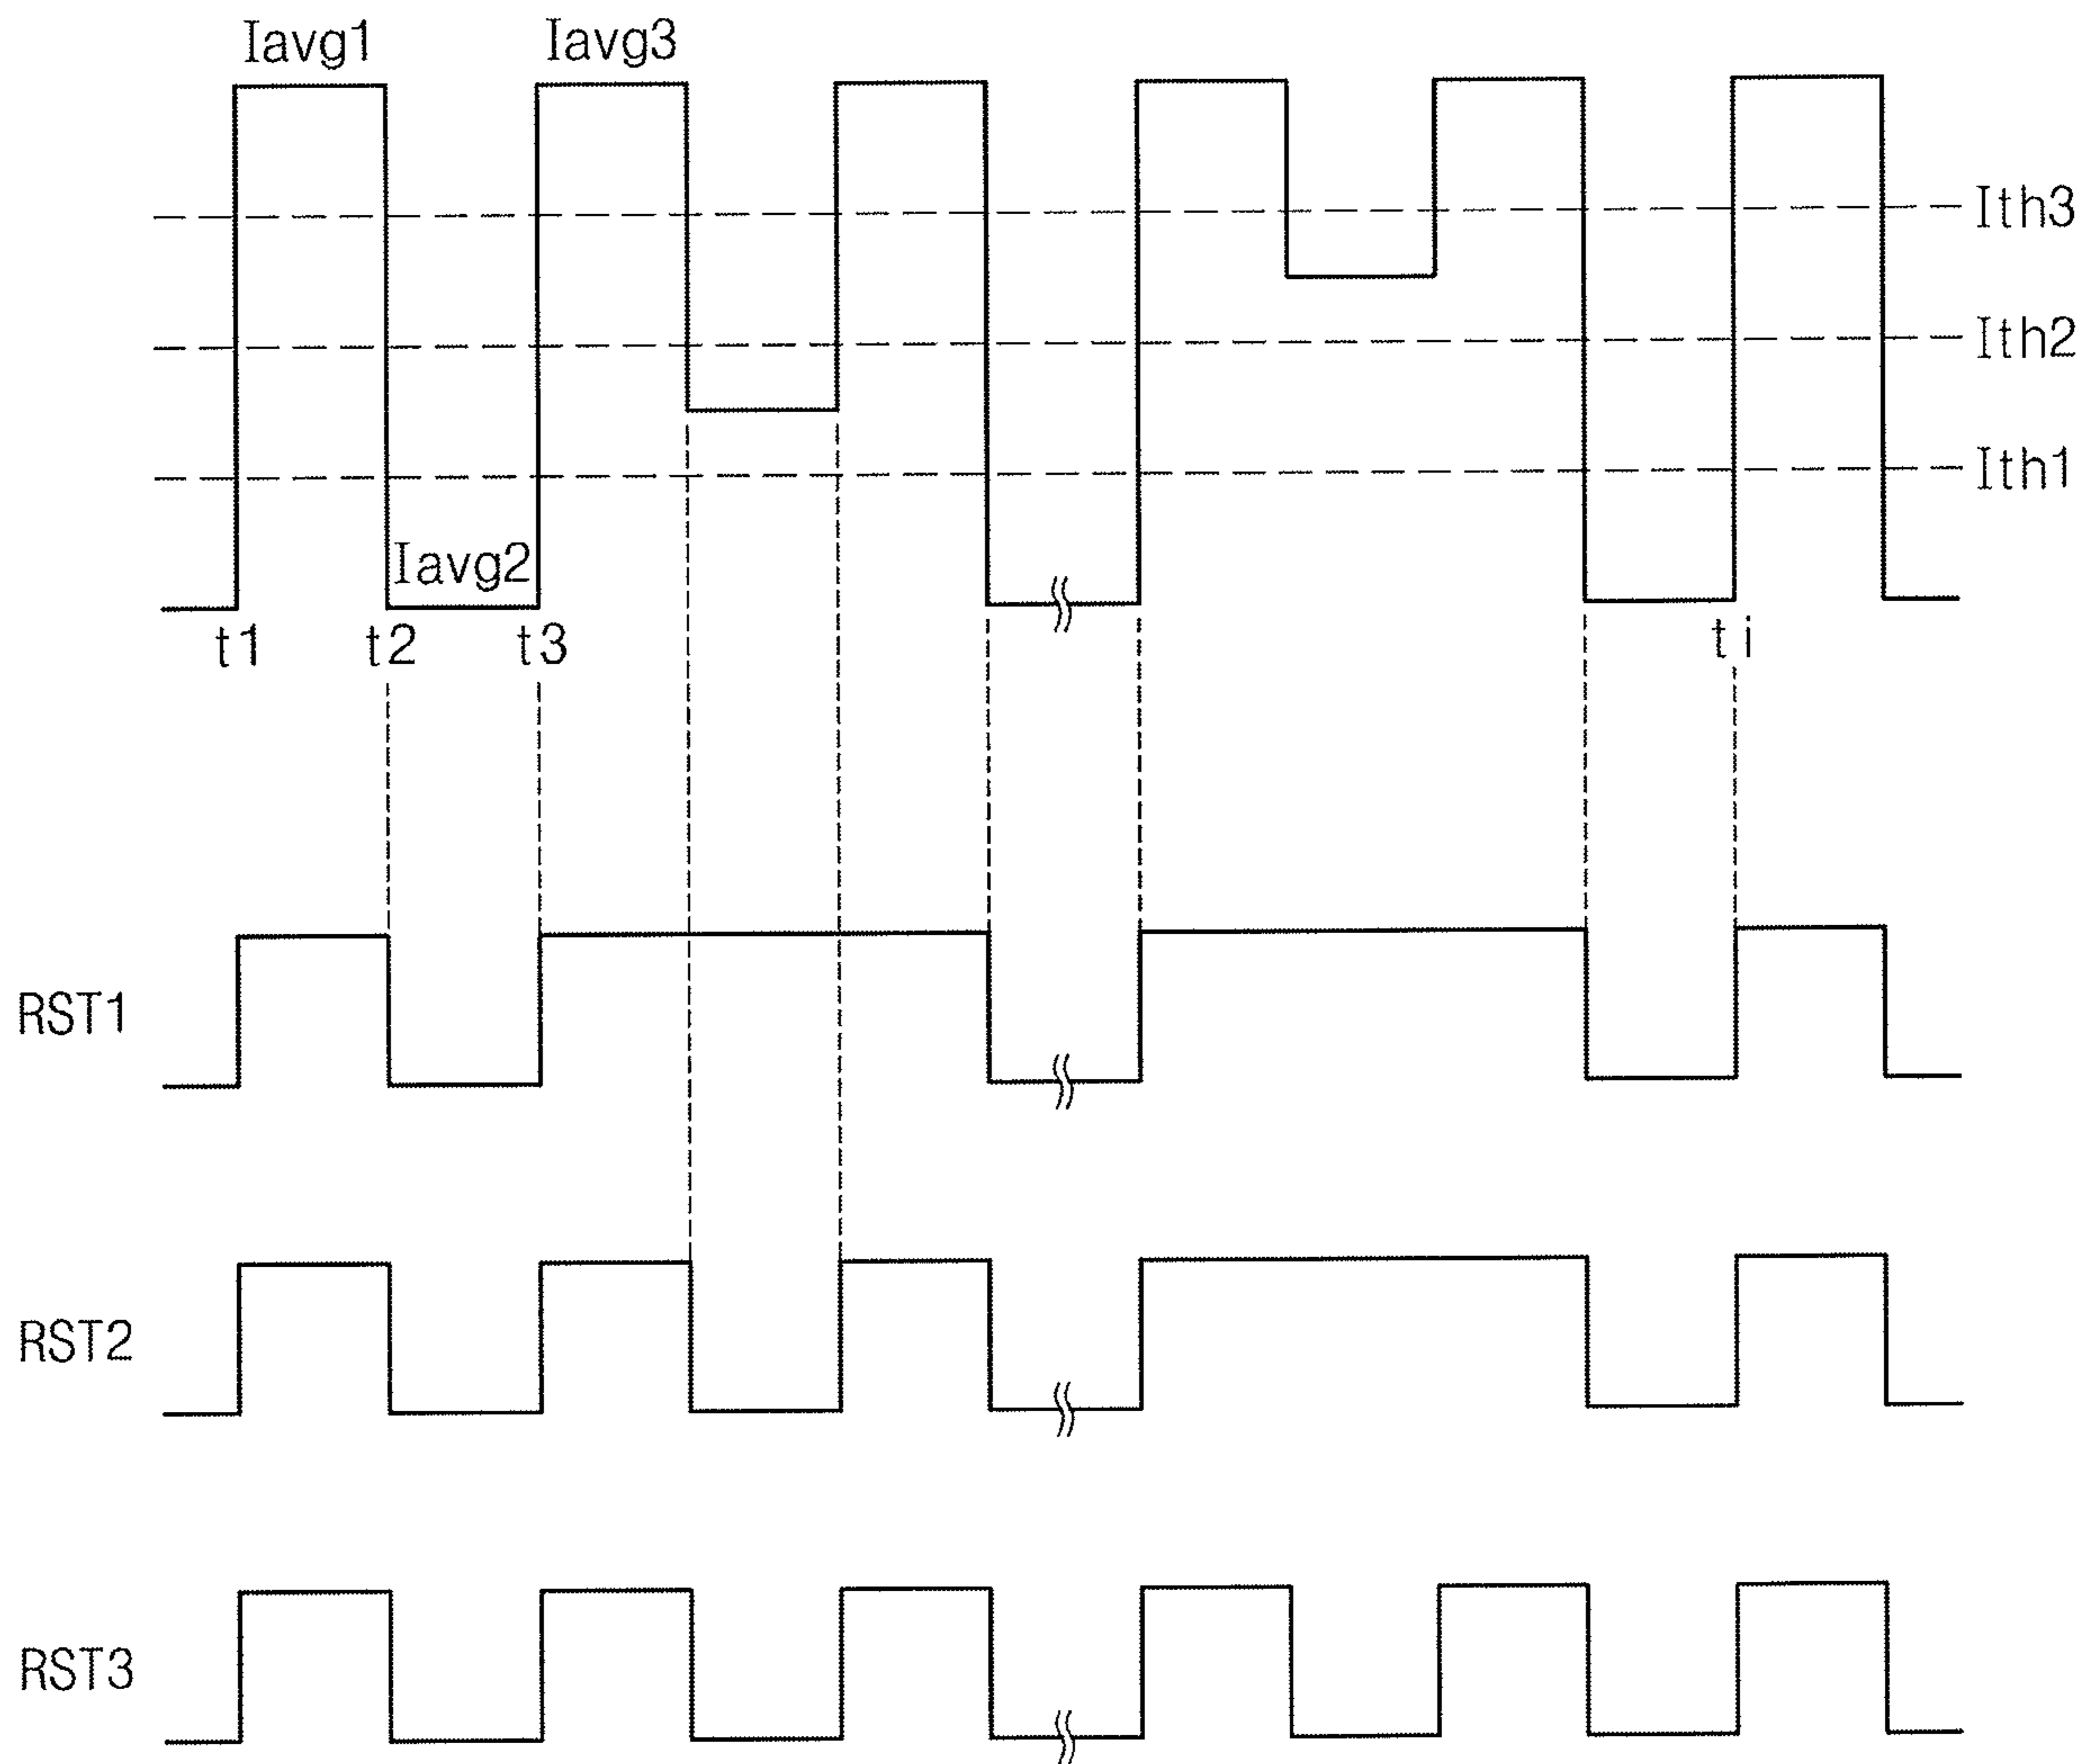 Iavg1 Iavg3
Ith3
Ith2
Ith1
Iavg2
t1 t2 t3 ti
RST1
RST2
RST3